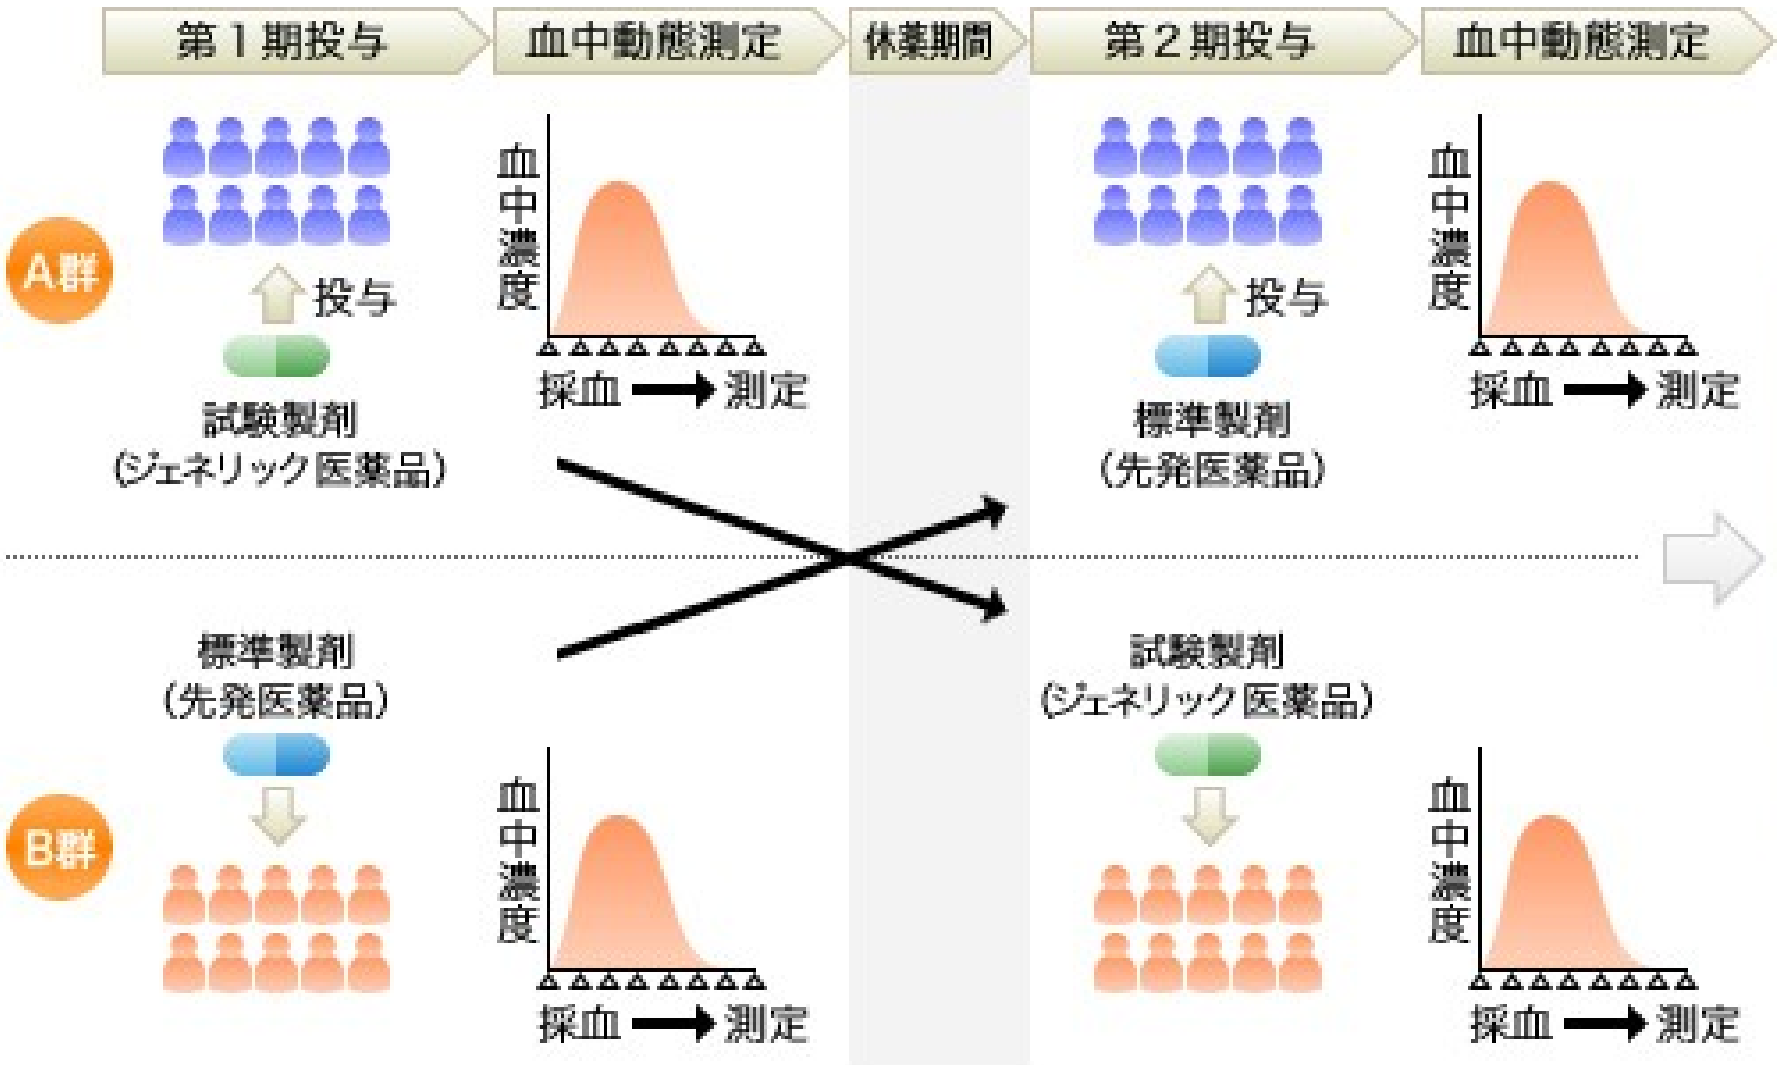 第1期投与
血中動態測定
休薬期間
第2期投与
血中動態測定
A群
投与
試験製剤
(ジェネリック医薬品)
血中濃度
採血 → 測定
投与
標準製剤
(先発医薬品)
血中濃度
採血 → 測定
B群
標準製剤
(先発医薬品)
血中濃度
採血 → 測定
試験製剤
(ジェネリック医薬品)
血中濃度
採血 → 測定